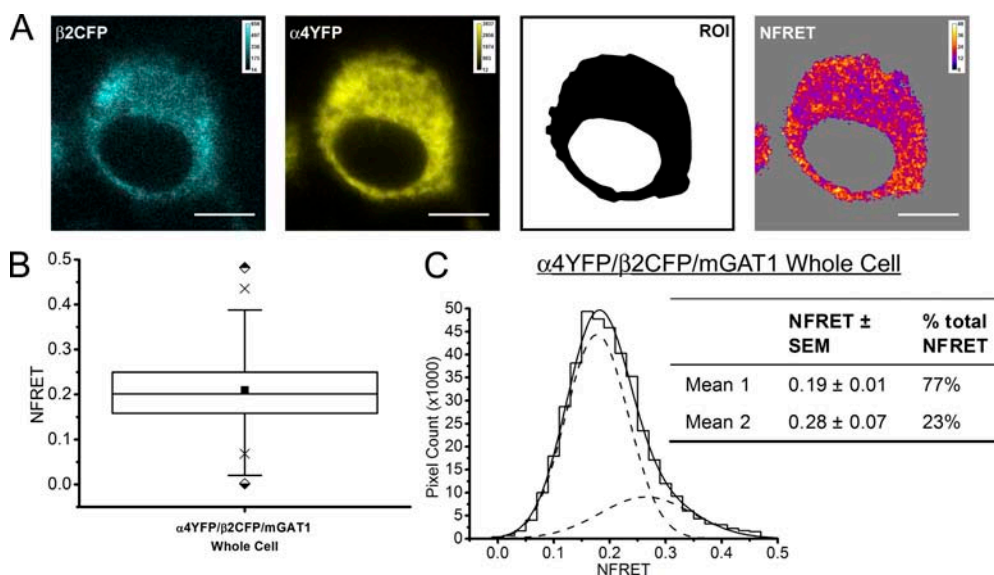 A
β2CFP
α4YFP
ROI
NFRET
B
NFRET
0.5
0.4
0.3
0.2
0.1
0.0
α4YFP/β2CFP/mGAT1
Whole Cell
C
α4YFP/β2CFP/mGAT1 Whole Cell
Pixel Count (x1000)
50
45
40
35
30
25
20
15
10
5
0
0.0 0.1 0.2 0.3 0.4 0.5
NFRET
NFRET ± SEM % total NFRET
Mean 1 0.19 ± 0.01 77%
Mean 2 0.28 ± 0.07 23%